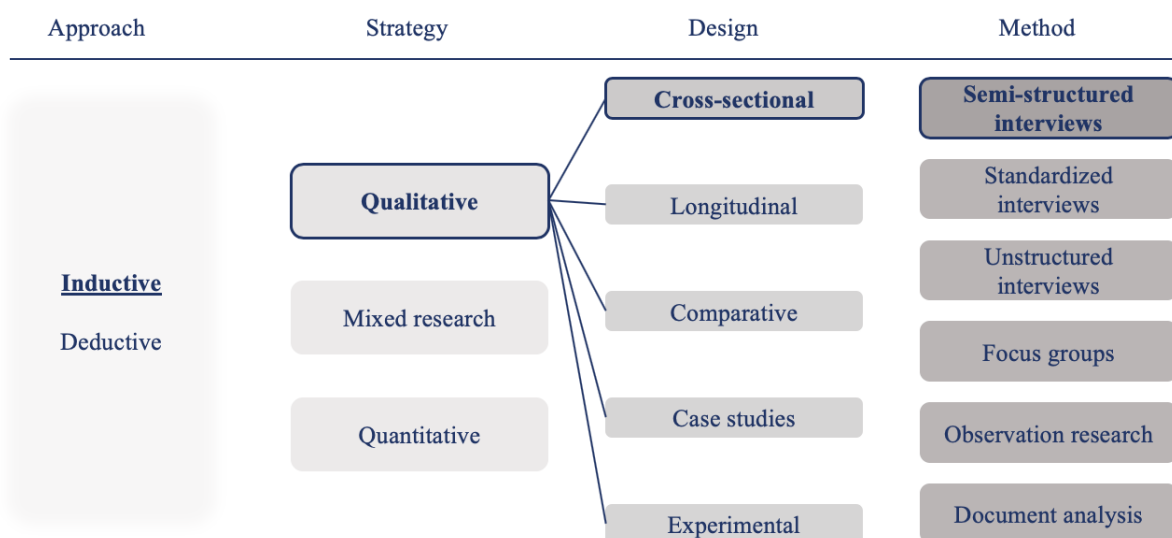 Approach
Strategy
Design
Method
Inductive
Deductive
Qualitative
Mixed research
Quantitative
Cross-sectional
Longitudinal
Comparative
Case studies
Experimental
Semi-structured
interviews
Standardized
interviews
Unstructured
interviews
Focus groups
Observation research
Document analysis